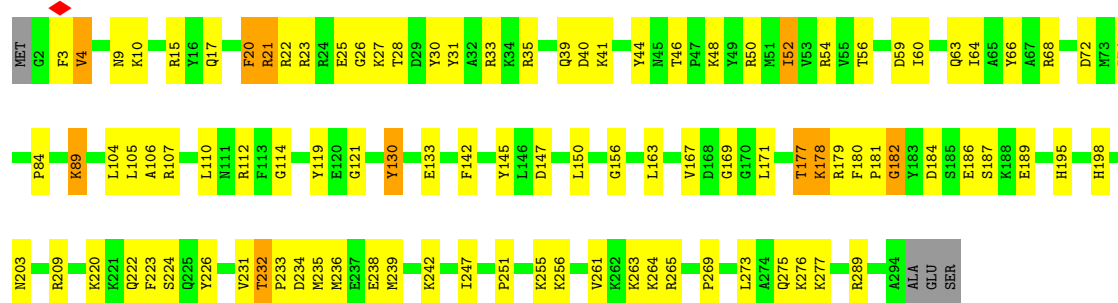 MET G2 F3 V4 N9 K10 R15 Y16 Q17 F20 R21 R22 R23 R24 E25 G26 K27 T28 D29 Y30 Y31 A32 R33 K34 R35 Q39 D40 K41 Y44 N45 T46 P47 K48 Y49 R50 M51 I52 V53 R54 V55 T56 D59 I60 Q63 I64 A65 Y66 A67 R68 D72 M73
P84 K89 L104 L105 A106 R107 L110 N111 R112 F113 G114 Y119 E120 G121 Y130 E133 F142 Y145 L146 D147 L150 G156 L163 V167 D168 G169 G170 L171 T177 K178 R179 F180 P181 G182 Y183 D184 S185 E186 S187 K188 E189 H195 H198
N203 R209 K220 K221 Q222 F223 S224 Q225 Y226 V231 T232 P233 D234 M235 M236 E237 E238 M239 K242 I247 P251 K255 K256 V261 K262 K263 K264 R265 P269 L273 A274 Q275 K276 K277 R289 A294 ALA GLU SER